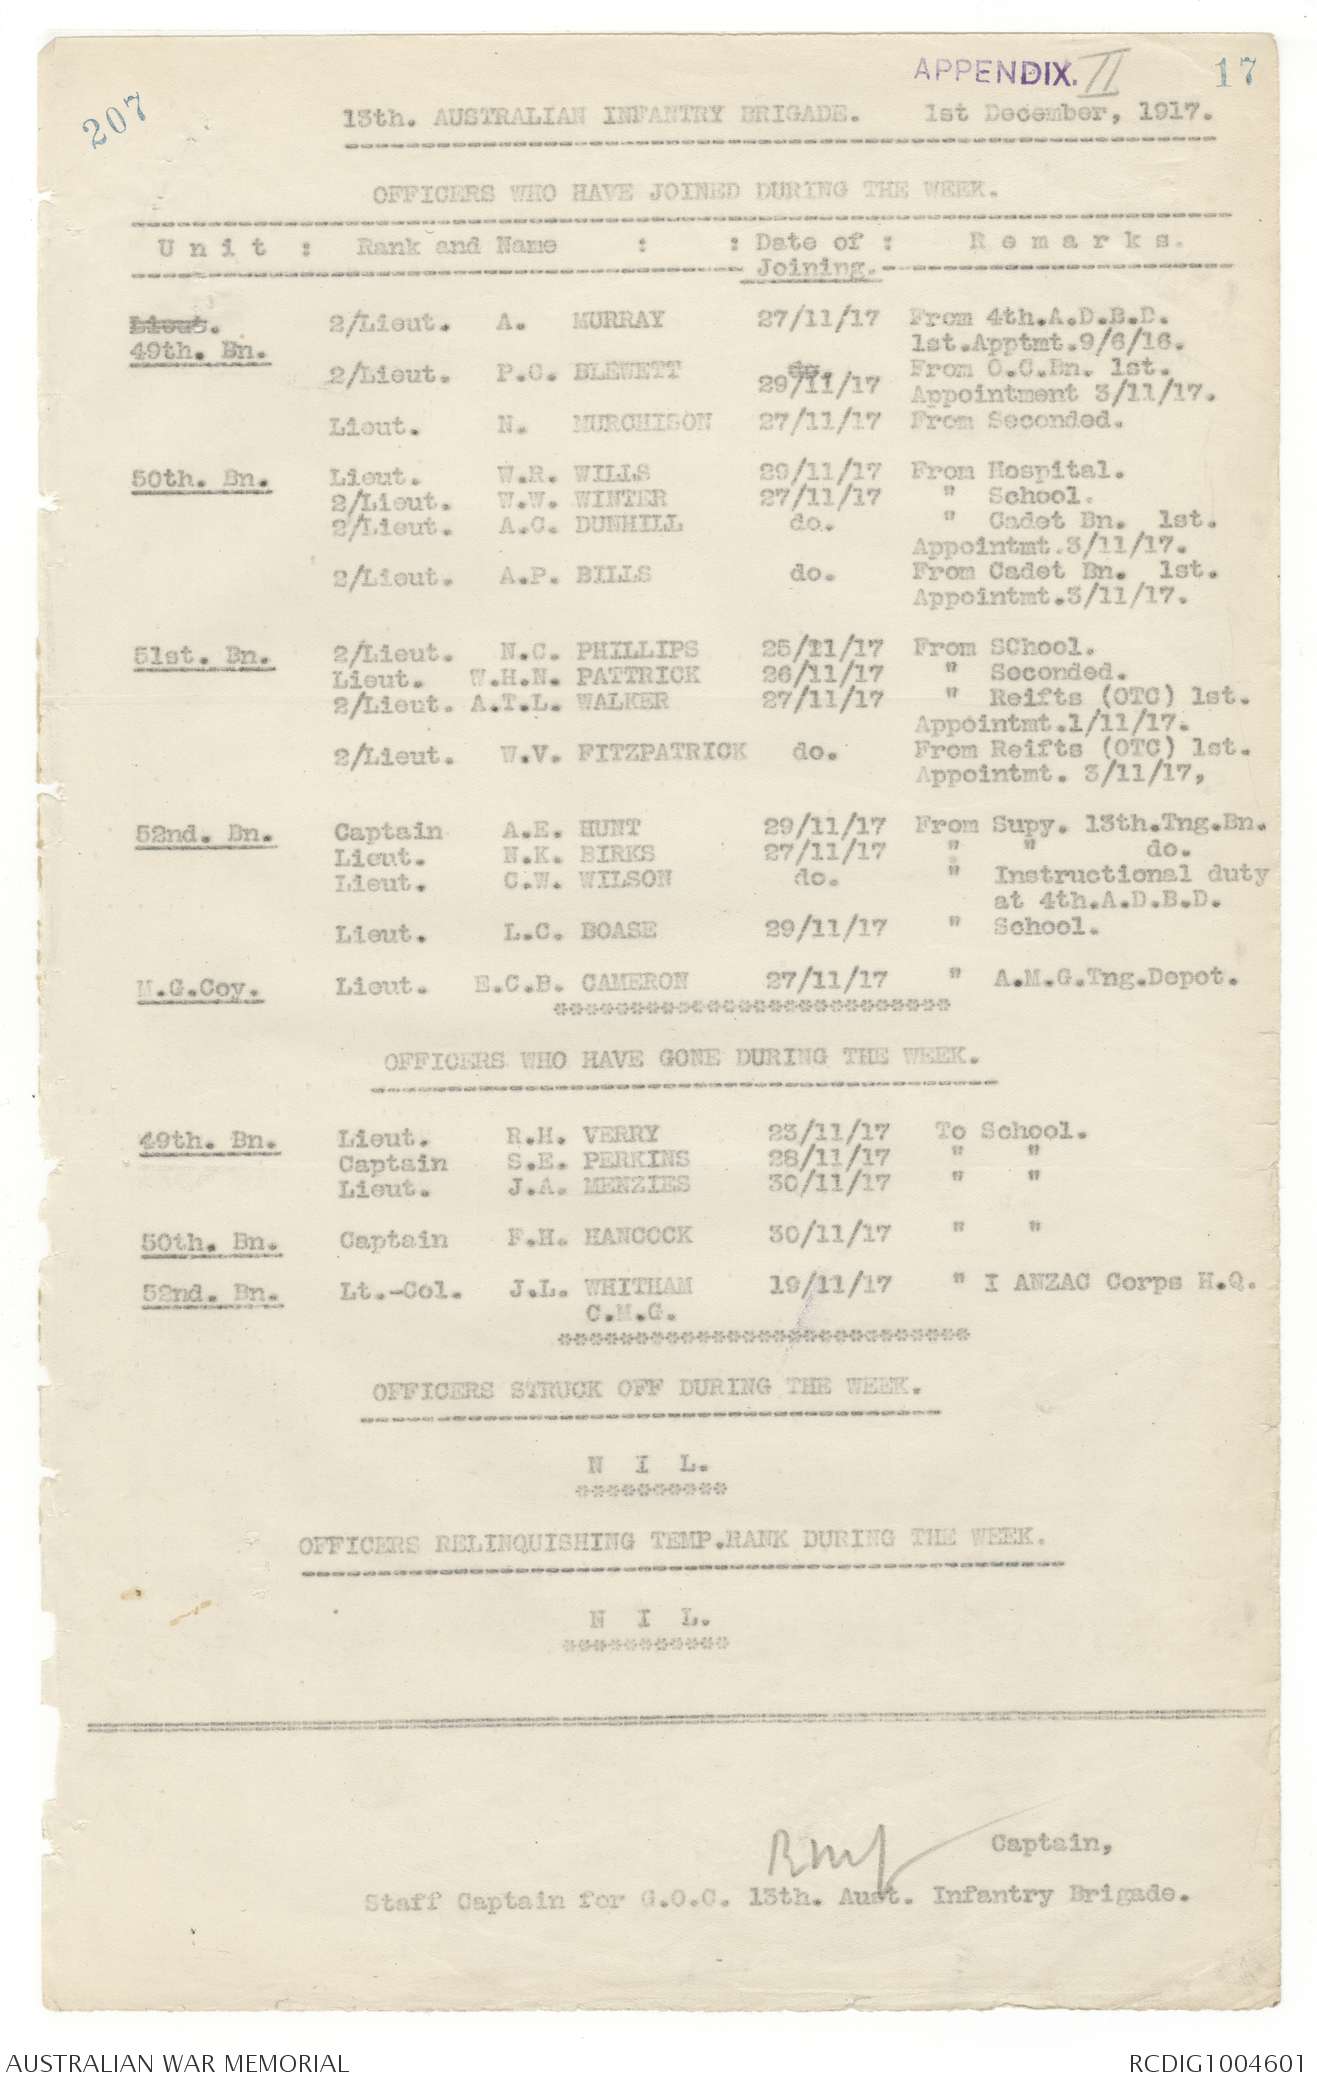 207
APPENDIX. II
17
13th. AUSTRALIAN INFANTRY BRIGADE. 1st December, 1917.
OFFICERS WHO HAVE JOINED DURING THE WEEK.
Unit : Rank and Name : : Date of : Remarks.
Joining.
Lieut. 2/Lieut. A. MURRAY 27/11/17 From 4th.A.D.B.D.
49th. Bn. 1st.Apptmt.9/6/16.
2/Lieut. P.C. BLEWETT do. From O.C.Bn. 1st.
29/11/17 Appointment 3/11/17.
Lieut. N. MURCHISON 27/11/17 From Seconded.
50th. Bn. Lieut. W.R. WILLS 29/11/17 From Hospital.
2/Lieut. W.W. WINTER 27/11/17 " School.
2/Lieut. A.C. DUNHILL do. " Cadet Bn. 1st.
Appointmt.3/11/17.
2/Lieut. A.P. BILLS do. From Cadet Bn. 1st.
Appointmt.3/11/17.
51st. Bn. 2/Lieut. N.C. PHILLIPS 25/11/17 From SChool.
Lieut. W.H.N. PATTRICK 26/11/17 " Seconded.
2/Lieut. A.T.L. WALKER 27/11/17 " Reifts (OTC) 1st.
Appointmt.1/11/17.
2/Lieut. W.V. FITZPATRICK do. From Reifts (OTC) 1st.
Appointmt. 3/11/17,
52nd. Bn. Captain A.E. HUNT 29/11/17 From Supy. 13th.Tng.Bn.
Lieut. N.K. BIRKS 27/11/17 " " do.
Lieut. C.W. WILSON do. " Instructional duty
at 4th.A.D.B.D.
Lieut. L.C. BOASE 29/11/17 " School.
M.G.Coy. Lieut. E.C.B. CAMERON 27/11/17 " A.M.G.Tng.Depot.
OFFICERS WHO HAVE GONE DURING THE WEEK.
49th. Bn. Lieut. R.H. VERRY 23/11/17 To School.
Captain S.E. PERKINS 28/11/17 " "
Lieut. J.A. MENZIES 30/11/17 " "
50th. Bn. Captain F.H. HANCOCK 30/11/17 " "
52nd. Bn. Lt.-Col. J.L. WHITHAM 19/11/17 " I ANZAC Corps H.Q.
C.M.G.
OFFICERS STRUCK OFF DURING THE WEEK.
N I L.
OFFICERS RELINQUISHING TEMP.RANK DURING THE WEEK.
N I L.
Captain,
Staff Captain for G.O.C. 13th. Aust. Infantry Brigade.
AUSTRALIAN WAR MEMORIAL
RCDIG1004601